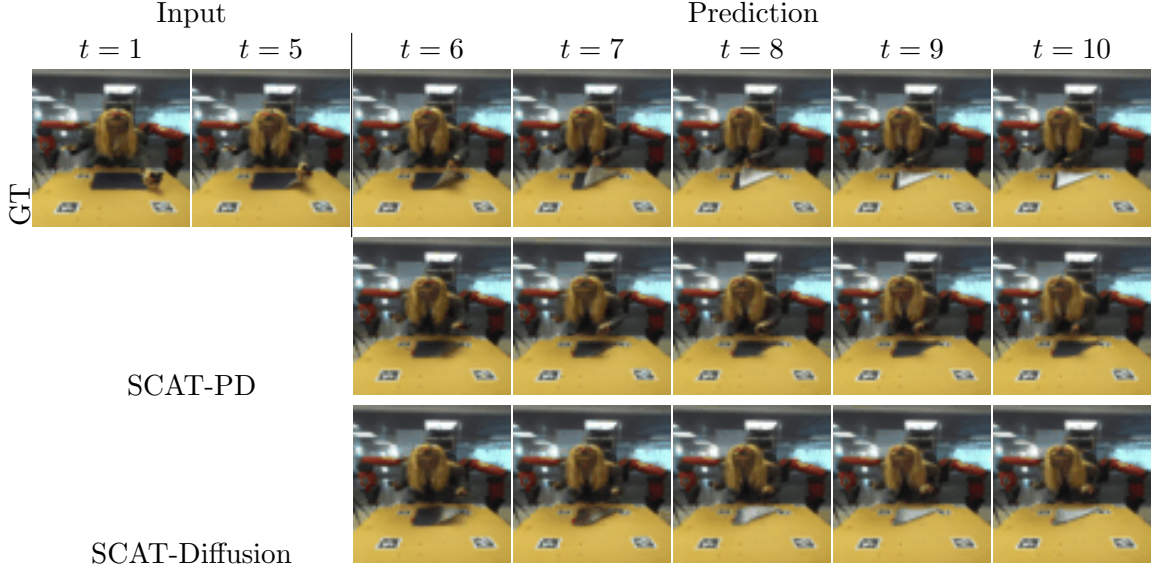 Input Prediction
t = 1 t = 5 t = 6 t = 7 t = 8 t = 9 t = 10
GT
SCAT-PD
SCAT-Diffusion